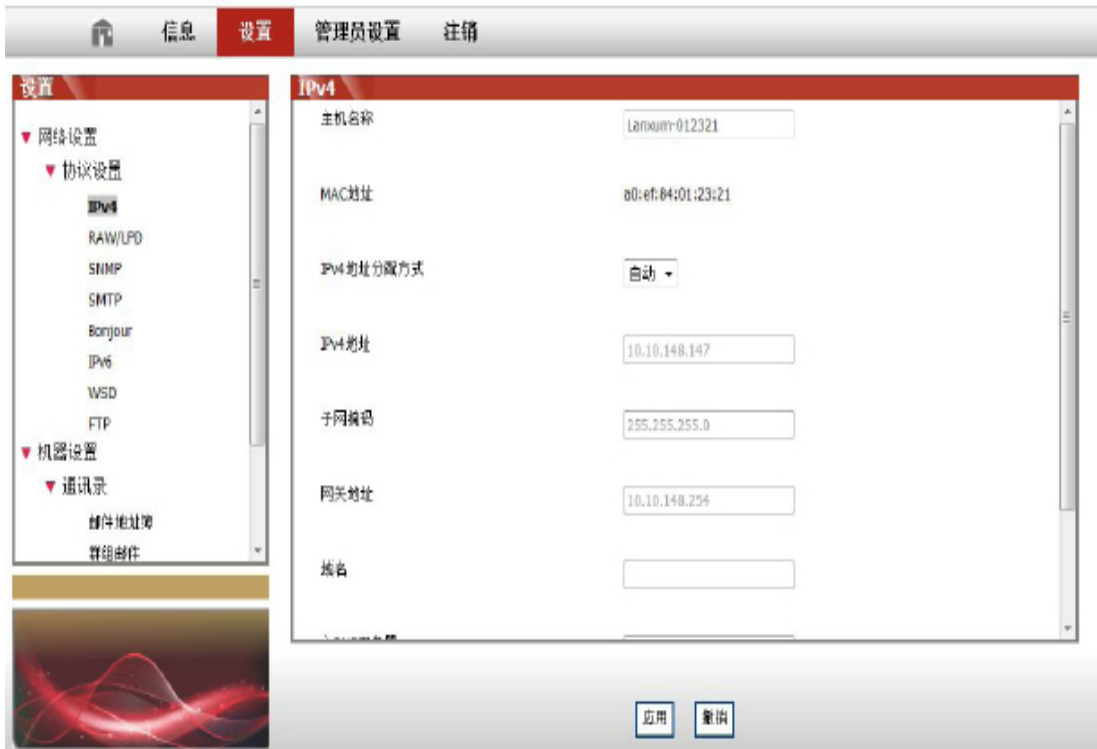 信息 设置 管理员设置 注销
设置
▼ 网络设置
▼ 协议设置
IPv4
RAW/LPD
SNMP
SMTP
Bonjour
IPv6
WSD
FTP
▼ 机器设置
▼ 通讯录
邮件地址簿
群组邮件
IPv4
主机名称 Lanxum-012321
MAC地址 a0:ef:84:01:23:21
IPv4地址分配方式 自动
IPv4地址 10.10.148.147
子网掩码 255.255.255.0
网关地址 10.10.148.254
域名
应用 撤消